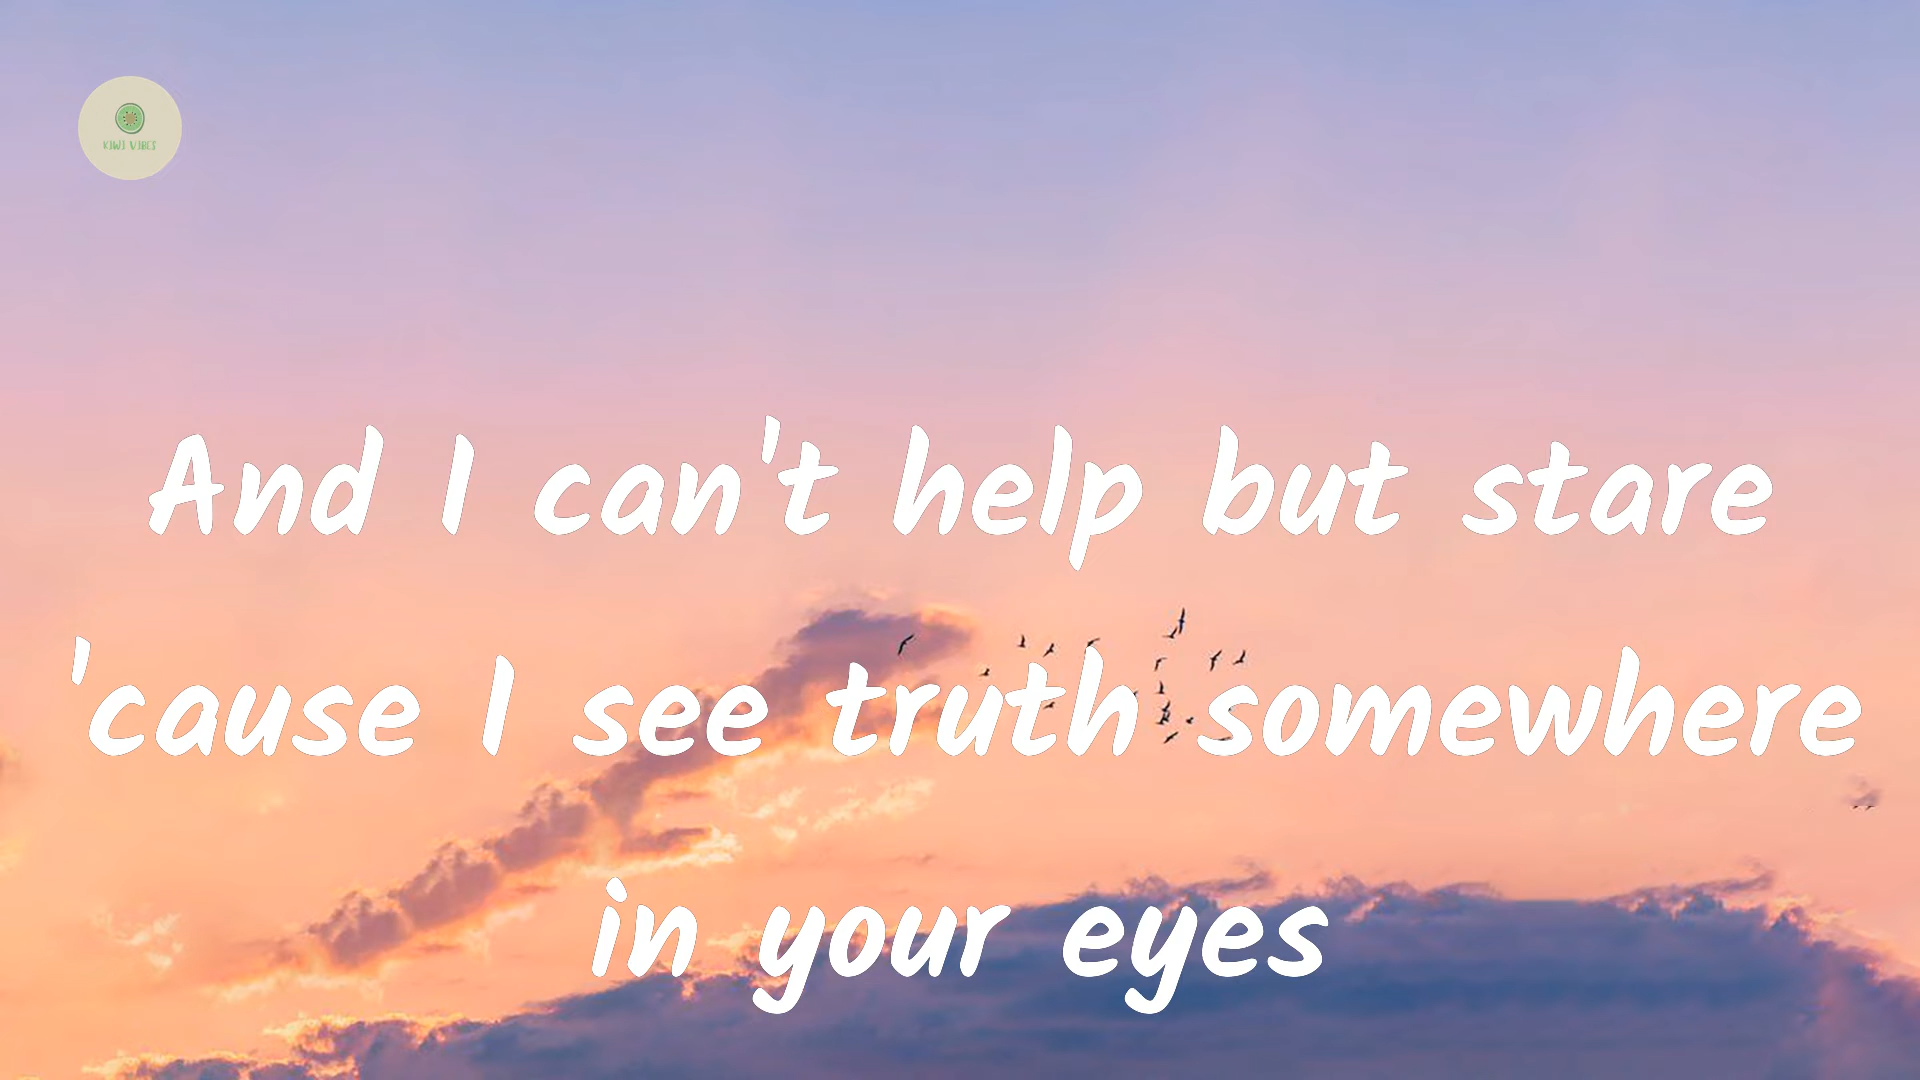 KIWI VIBES
And I can't help but stare
'cause I see truth somewhere
in your eyes